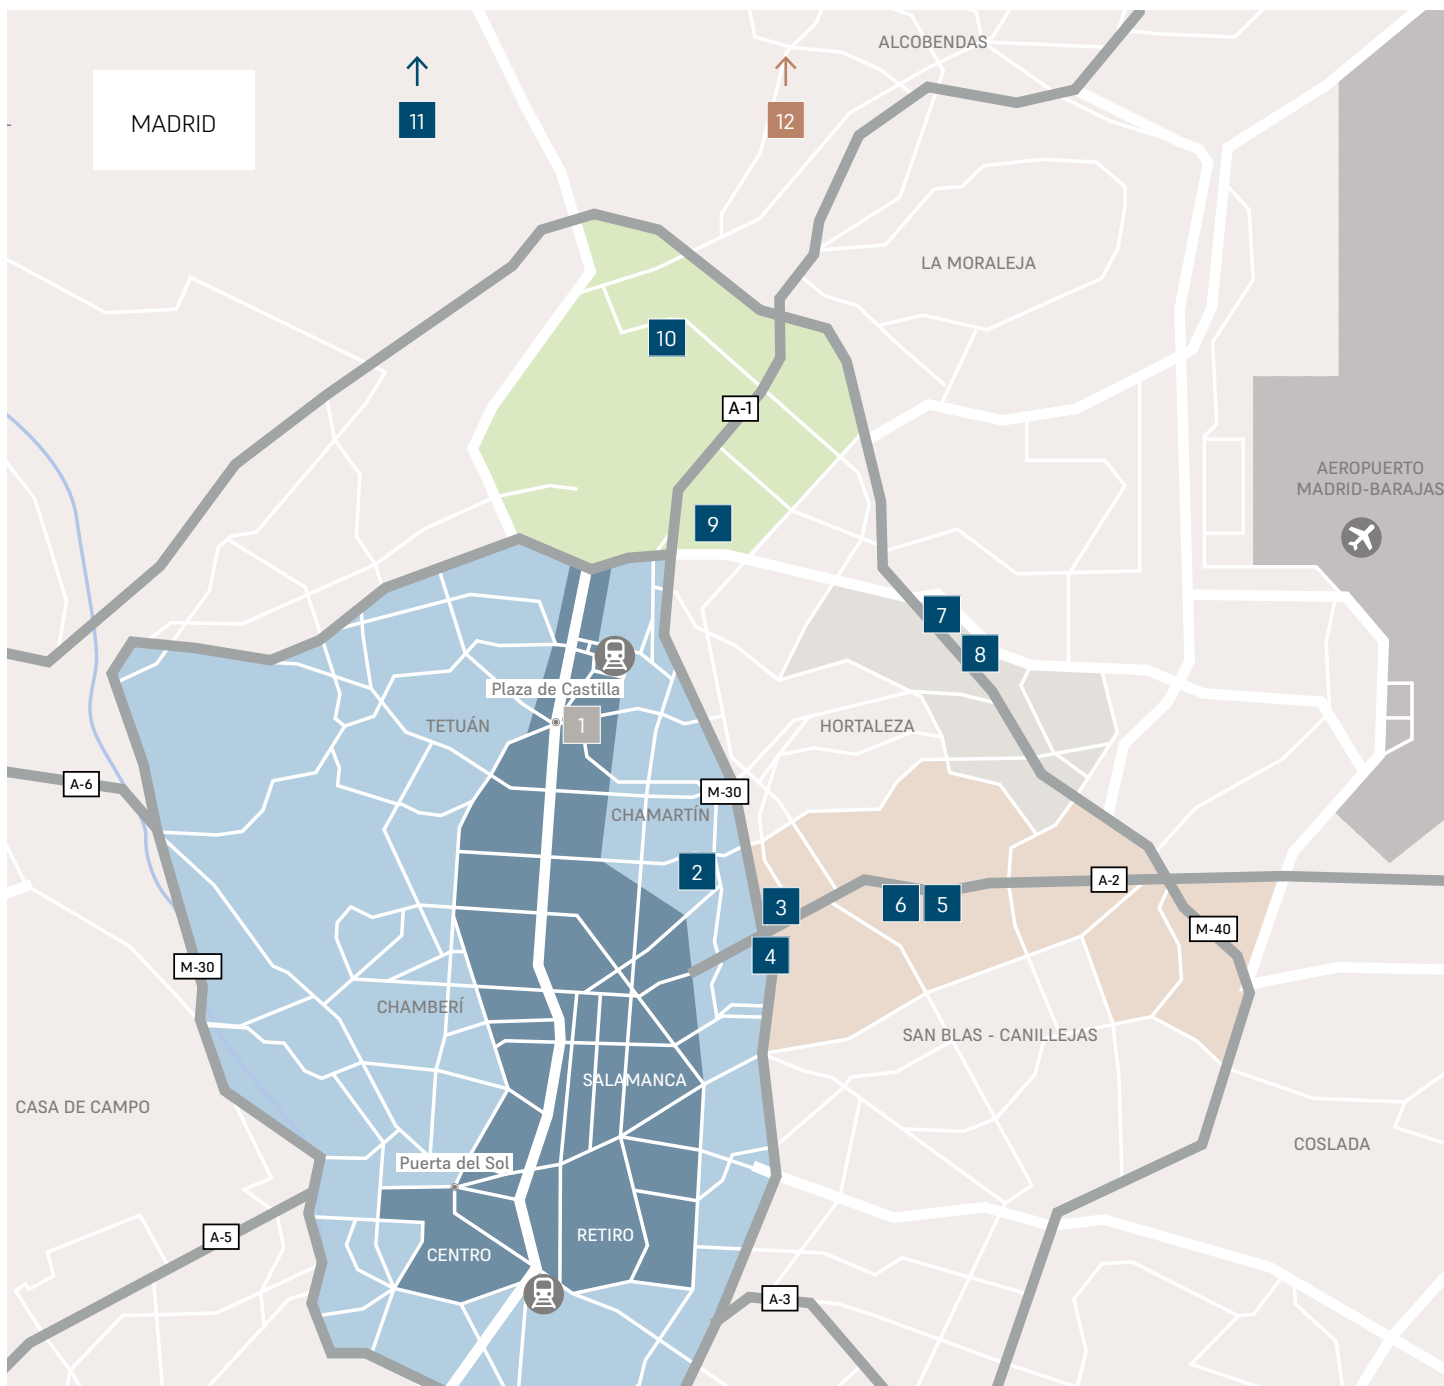 ALCOBENDAS
MADRID
11
12
LA MORALEJA
10
A-1
AEROPUERTO
MADRID-BARAJAS
9
7
8
Plaza de Castilla
TETUÁN
1
HORTALEZA
A-6
M-30
CHAMARTÍN
2
A-2
3
6
5
M-40
4
M-30
CHAMBERÍ
SAN BLAS - CANILLEJAS
SALAMANCA
CASA DE CAMPO
COSLADA
Puerta del Sol
A-5
RETIRO
CENTRO
A-3